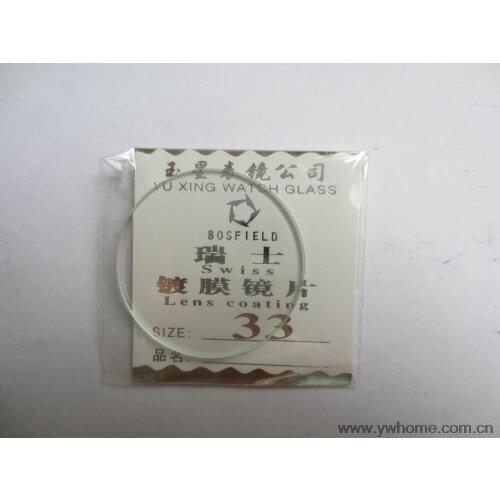 玉星表镜公司
YU XING WATCH GLASS
BOSFIELD
瑞士
Swiss
镀膜镜片
Lens coating
SIZE: 33
品名:
www.ywhome.com.cn